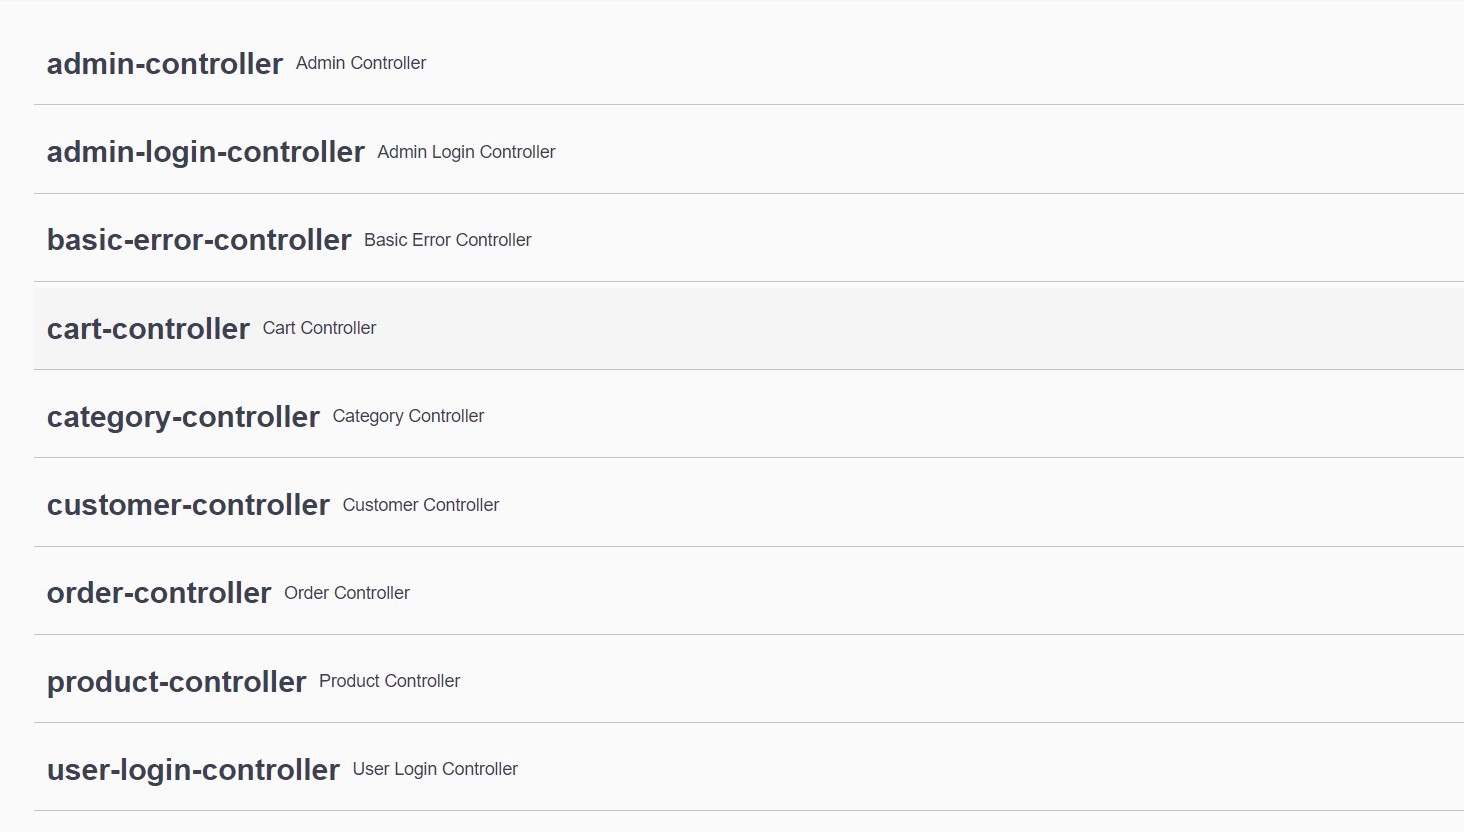 admin-controller Admin Controller
admin-login-controller Admin Login Controller
basic-error-controller Basic Error Controller
cart-controller Cart Controller
category-controller Category Controller
customer-controller Customer Controller
order-controller Order Controller
product-controller Product Controller
user-login-controller User Login Controller